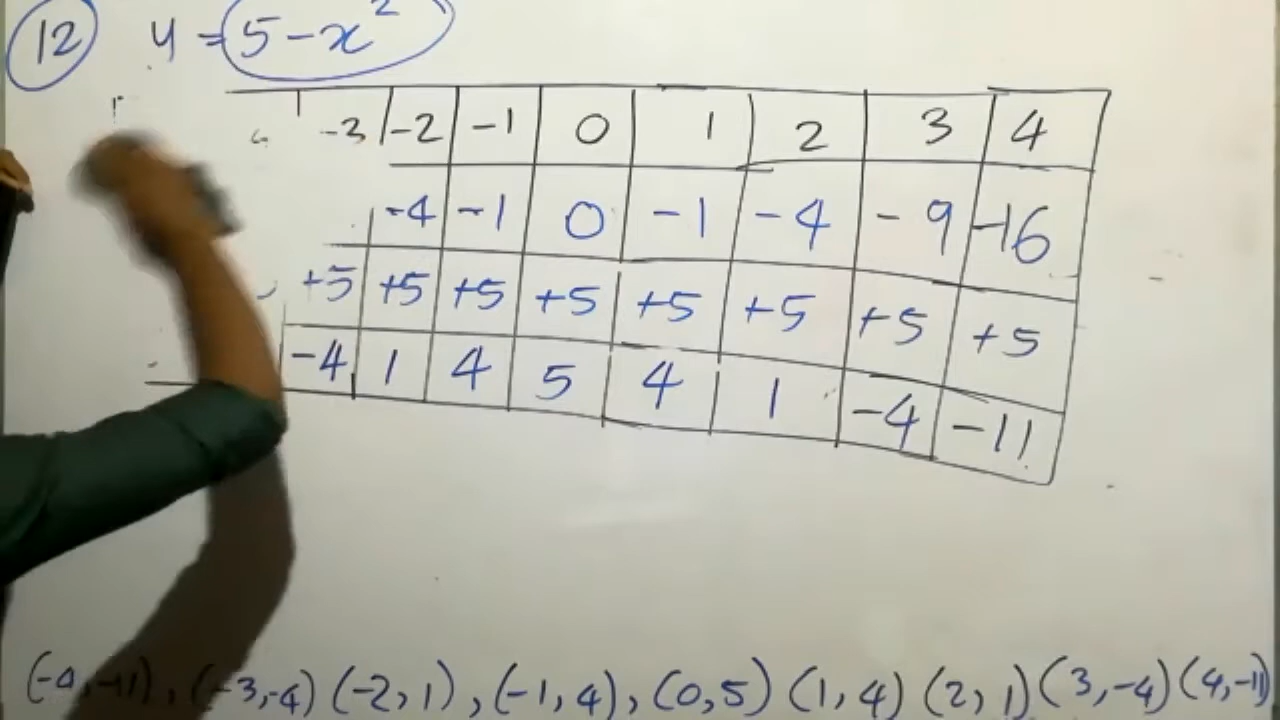 12 y = 5 - x²
-3 -2 -1 0 1 2 3 4
-4 -1 0 -1 -4 -9 -16
+5 +5 +5 +5 +5 +5 +5 +5
-4 1 4 5 4 1 -4 -11
(-4,-11), (-3,-4) (-2,1), (-1,4), (0,5) (1,4) (2,1) (3,-4) (4,-11)